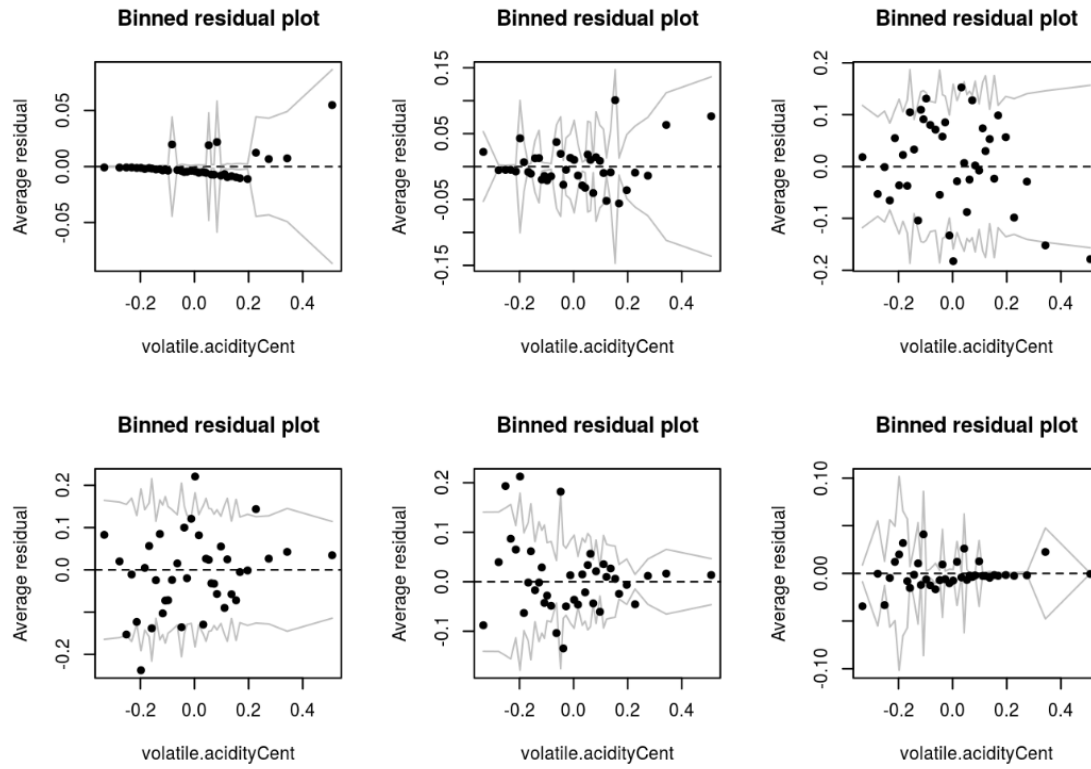 Binned residual plot
Average residual
0.05
0.00
-0.05
-0.2 0.0 0.2 0.4
volatile.acidityCent
Binned residual plot
Average residual
0.15
0.05
-0.05
-0.15
-0.2 0.0 0.2 0.4
volatile.acidityCent
Binned residual plot
Average residual
0.2
0.1
0.0
-0.1
-0.2
-0.2 0.0 0.2 0.4
volatile.acidityCent
Binned residual plot
Average residual
0.2
0.0
-0.2
-0.2 0.0 0.2 0.4
volatile.acidityCent
Binned residual plot
Average residual
0.2
0.1
0.0
-0.1
-0.2 0.0 0.2 0.4
volatile.acidityCent
Binned residual plot
Average residual
0.10
0.00
-0.10
-0.2 0.0 0.2 0.4
volatile.acidityCent